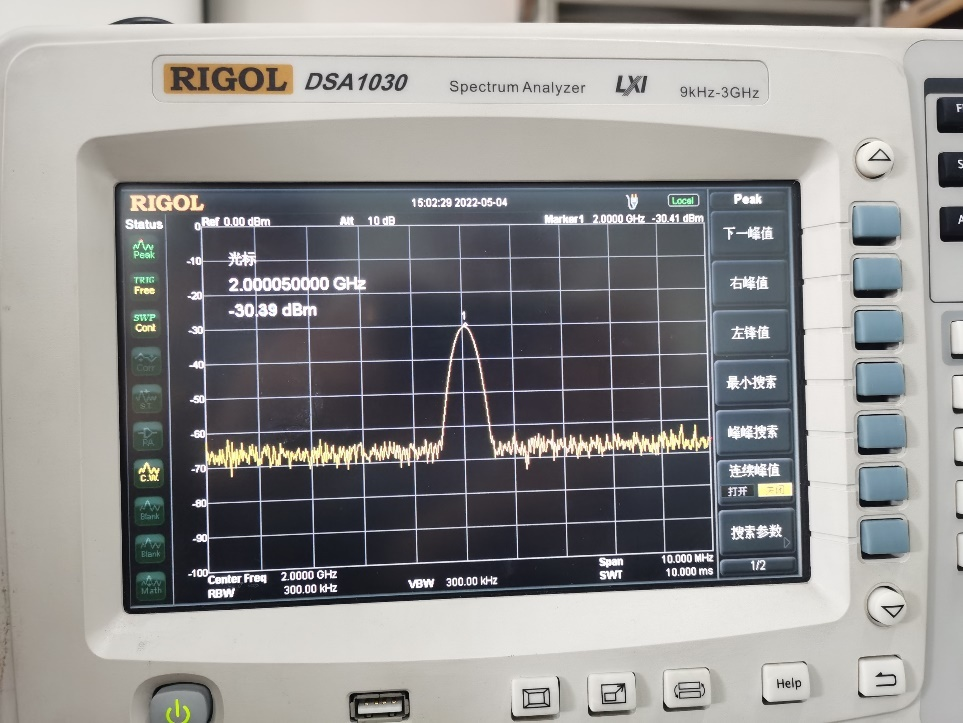 RIGOL DSA1030 Spectrum Analyzer LXI 9kHz-3GHz
RIGOL 15:02:29 2022-05-04 Local Peak
Status Ref 0.00 dBm Att 10 dB Marker1 2.0000 GHz -30.41 dBm
Peak
TRIG
Free
SWP
Cont
Corr
S.T.
PA
C.W.
Blank
Blank
Math
0
-10
-20
-30
-40
-50
-60
-70
-80
-90
-100
光标
2.000050000 GHz
-30.39 dBm
1
Center Freq 2.0000 GHz Span 10.000 MHz
RBW 300.00 kHz VBW 300.00 kHz SWT 10.000 ms
下一峰值
右峰值
左锋值
最小搜索
峰峰搜索
连续峰值
打开 关闭
搜索参数
1/2
F
S
A
Help